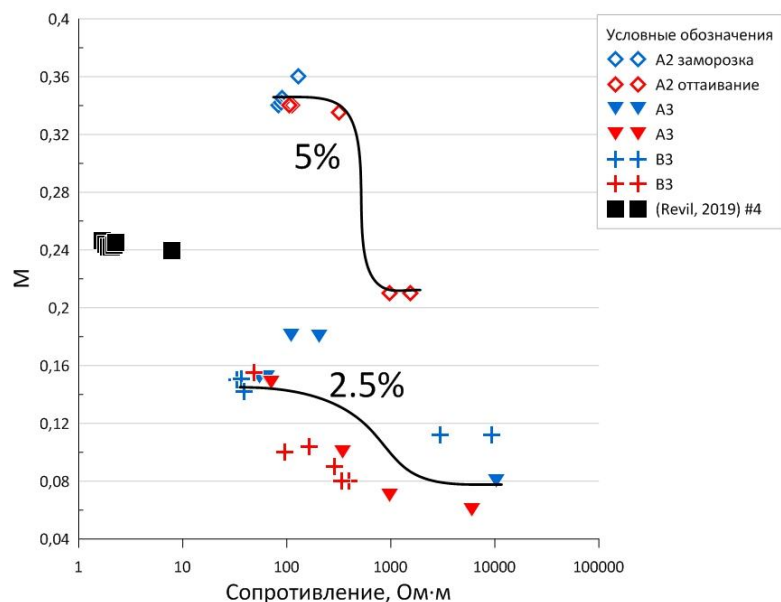 0,4
0,36
0,32
0,28
0,24
0,2
0,16
0,12
0,08
0,04
М
5%
2.5%
1
10
100
1000
10000
100000
Сопротивление, Ом·м
Условные обозначения
А2 заморозка
А2 оттаивание
А3
А3
В3
В3
(Revil, 2019) #4